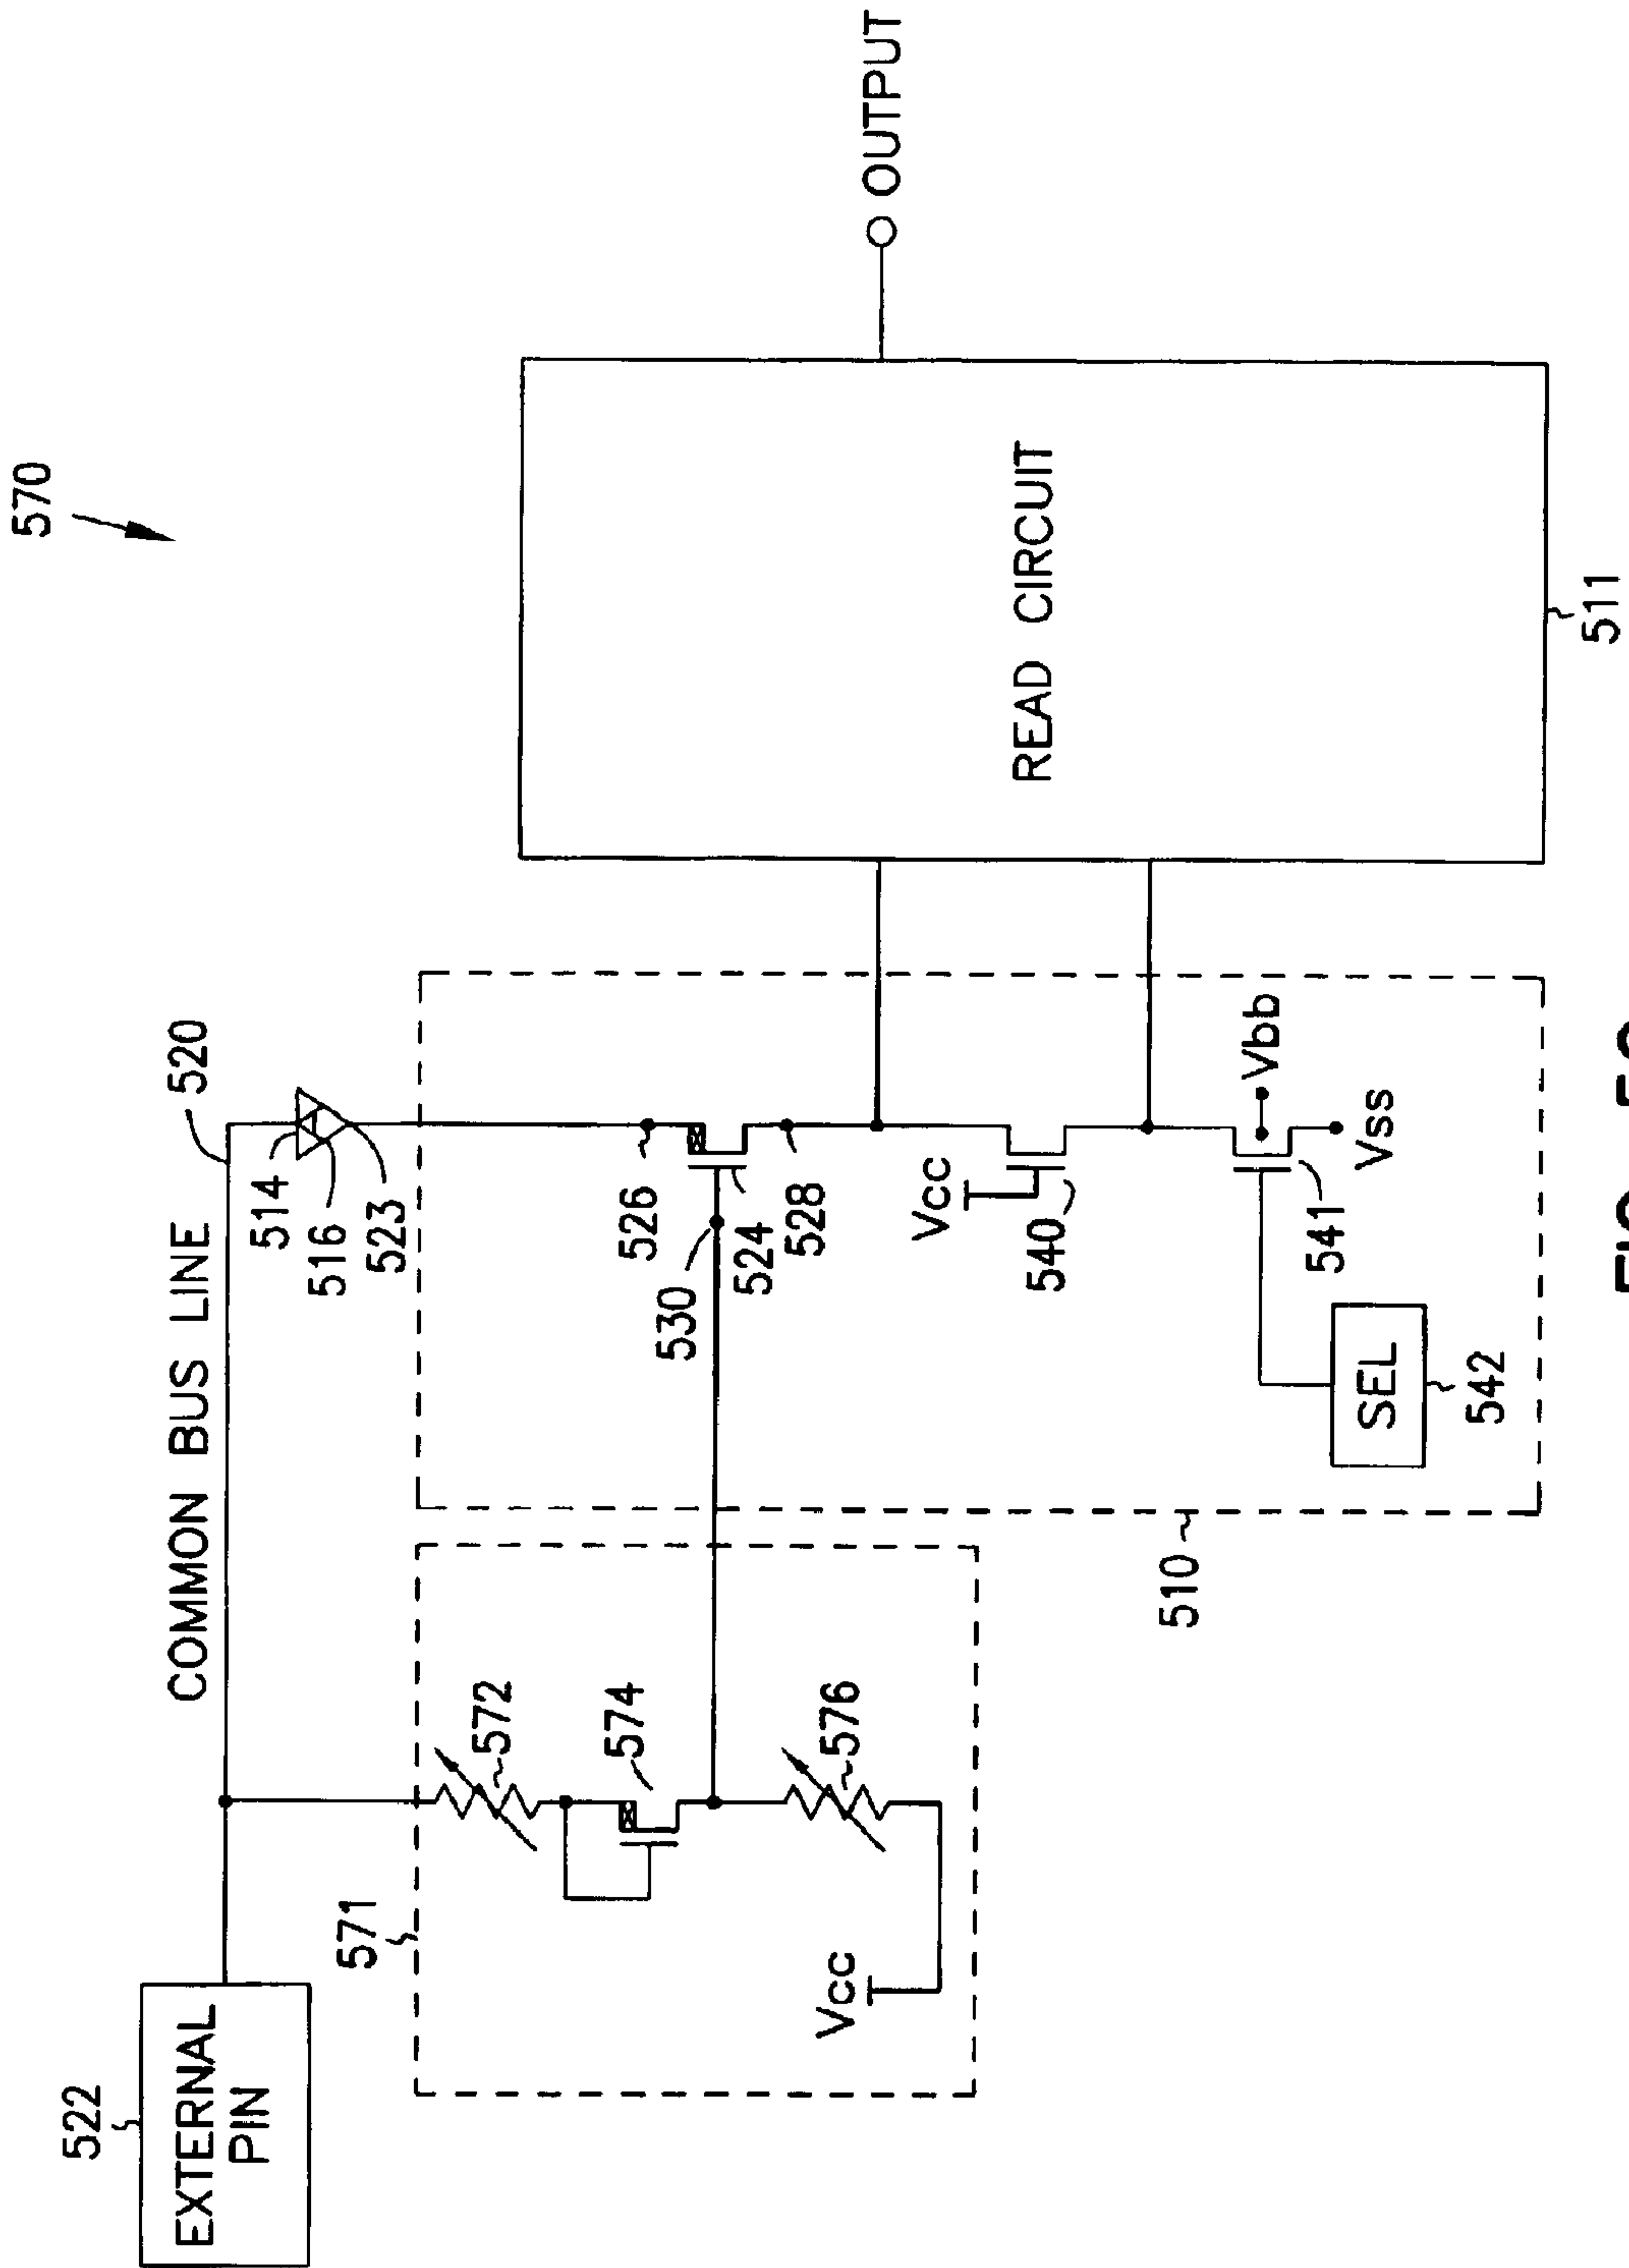 570
522
EXTERNAL
PIN
COMMON BUS LINE
520
514
516
523
571
572
574
576
Vcc
526
530
524
528
Vcc
540
Vbb
541
Vss
SEL
542
510
READ CIRCUIT
511
OUTPUT